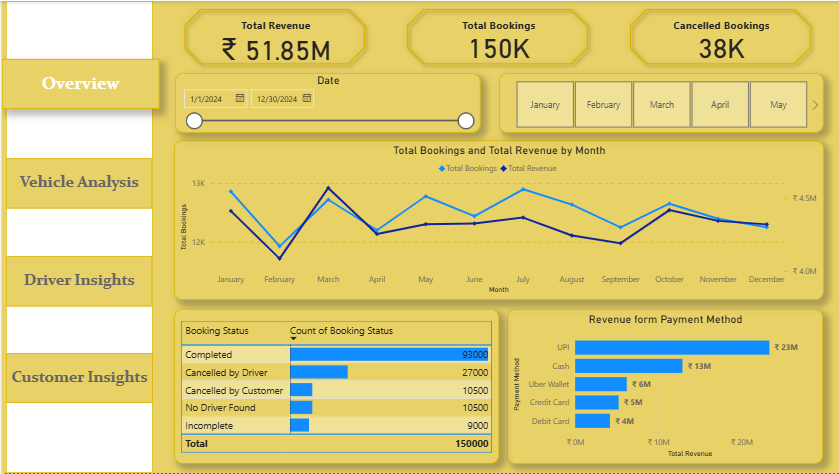 Total Revenue
₹ 51.85M
Total Bookings
150K
Cancelled Bookings
38K
Overview
Vehicle Analysis
Driver Insights
Customer Insights
Date
1/1/2024
12/30/2024
January
February
March
April
May
Total Bookings and Total Revenue by Month
Total Bookings
Total Revenue
Total Bookings
13K
12K
₹ 4.5M
₹ 4.0M
January
February
March
April
May
June
July
August
September
October
November
December
Month
Booking Status Count of Booking Status
Completed 93000
Cancelled by Driver 27000
Cancelled by Customer 10500
No Driver Found 10500
Incomplete 9000
Total 150000
Revenue form Payment Method
Payment Method
UPI ₹ 23M
Cash ₹ 13M
Uber Wallet ₹ 6M
Credit Card ₹ 5M
Debit Card ₹ 4M
₹ 0M ₹ 10M ₹ 20M
Total Revenue